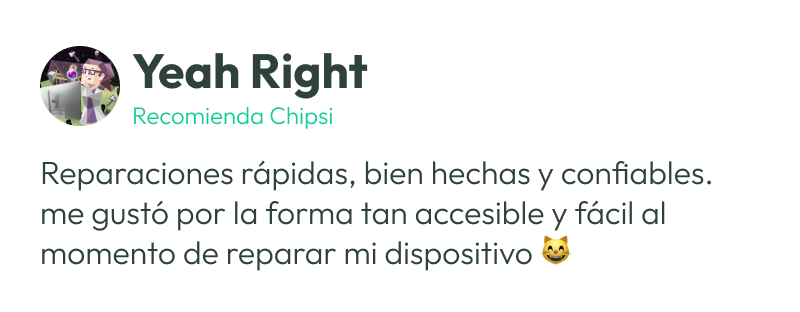 Yeah Right
Recomienda Chipsi
Reparaciones rápidas, bien hechas y confiables.
me gustó por la forma tan accesible y fácil al
momento de reparar mi dispositivo 😸